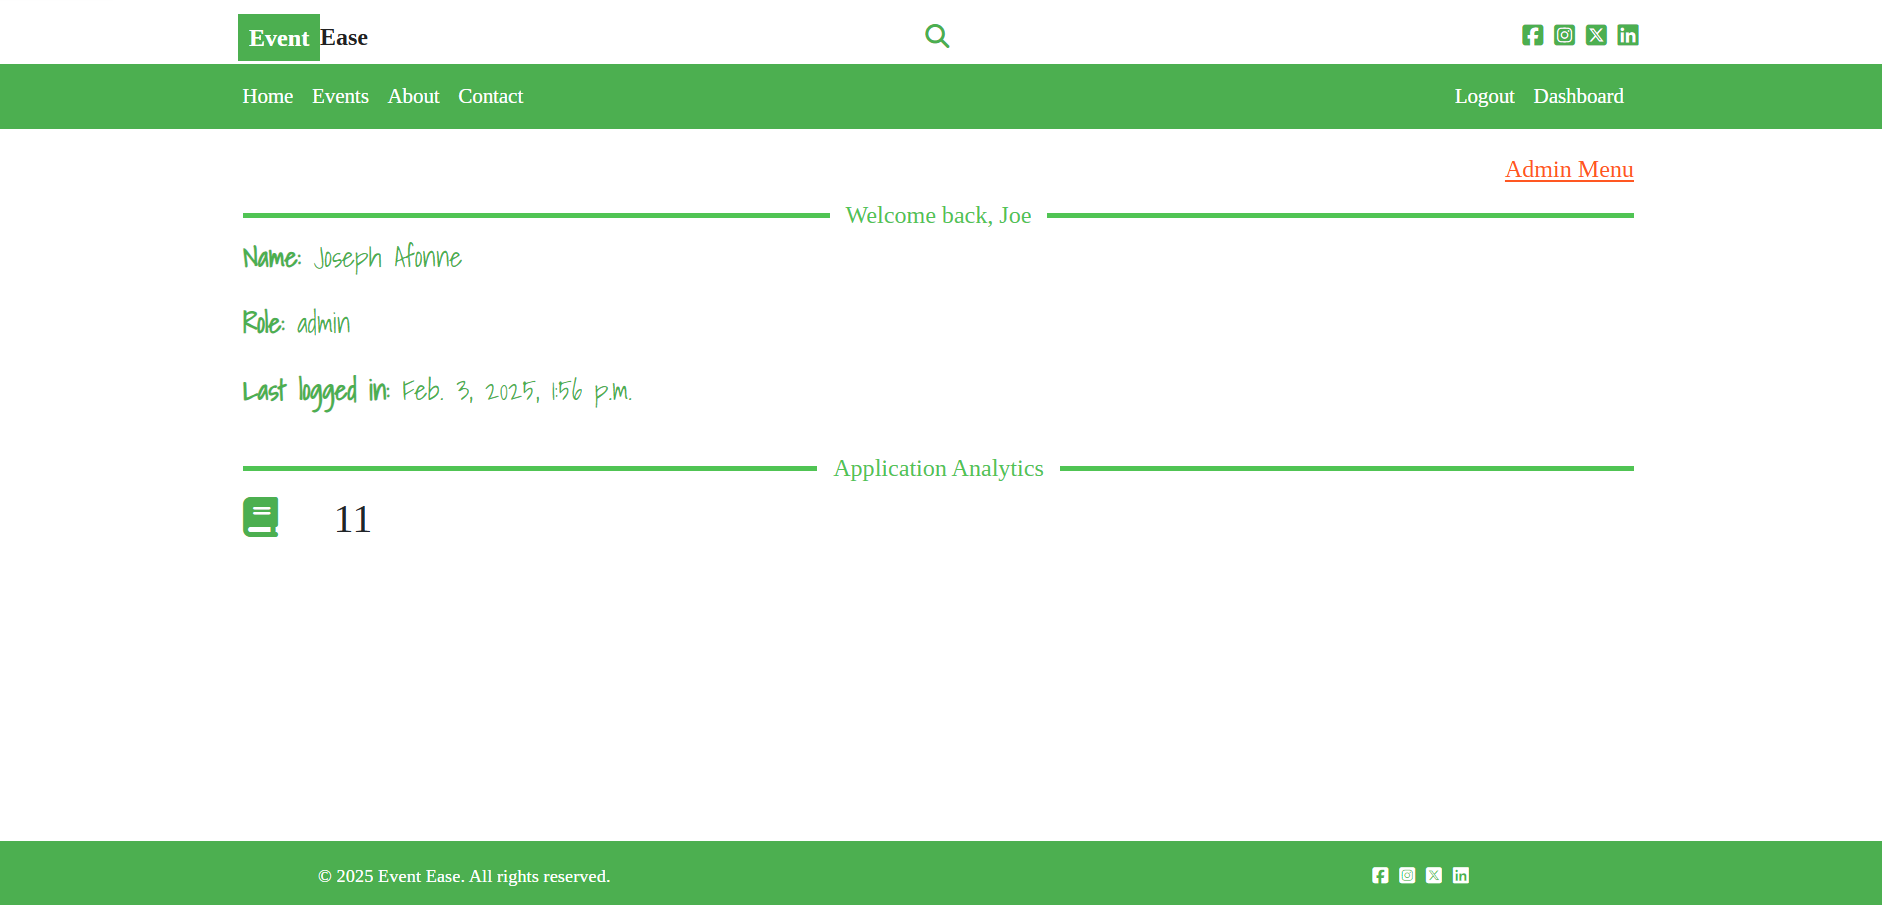 Event Ease
Home Events About Contact Logout Dashboard
Admin Menu
Welcome back, Joe
Name: Joseph Afonne
Role: admin
Last logged in: Feb. 3, 2025, 1:56 p.m.
Application Analytics
11
© 2025 Event Ease. All rights reserved.